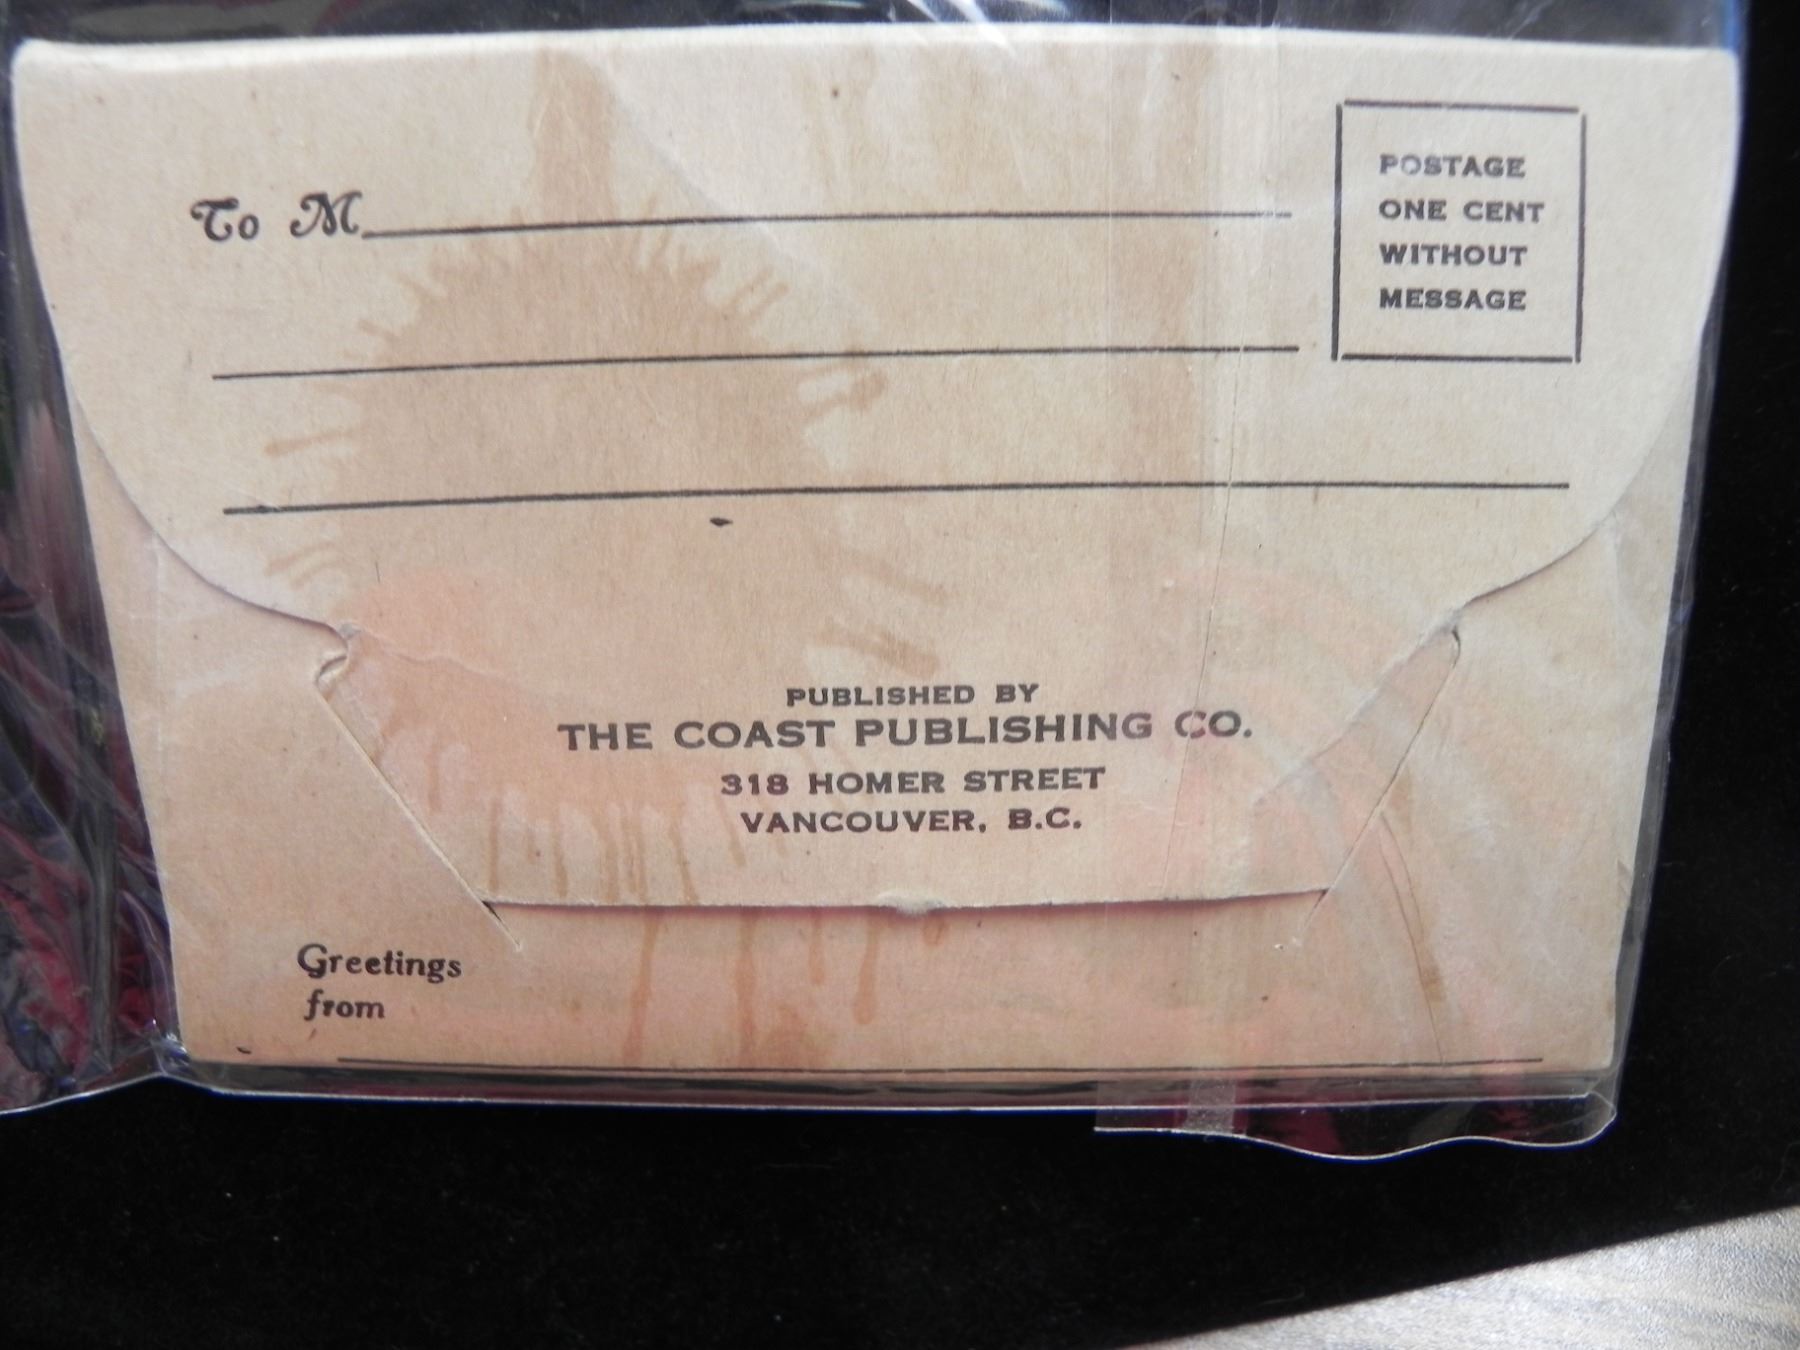 To M
POSTAGE
ONE CENT
WITHOUT
MESSAGE
PUBLISHED BY
THE COAST PUBLISHING CO.
318 HOMER STREET
VANCOUVER, B.C.
Greetings
from